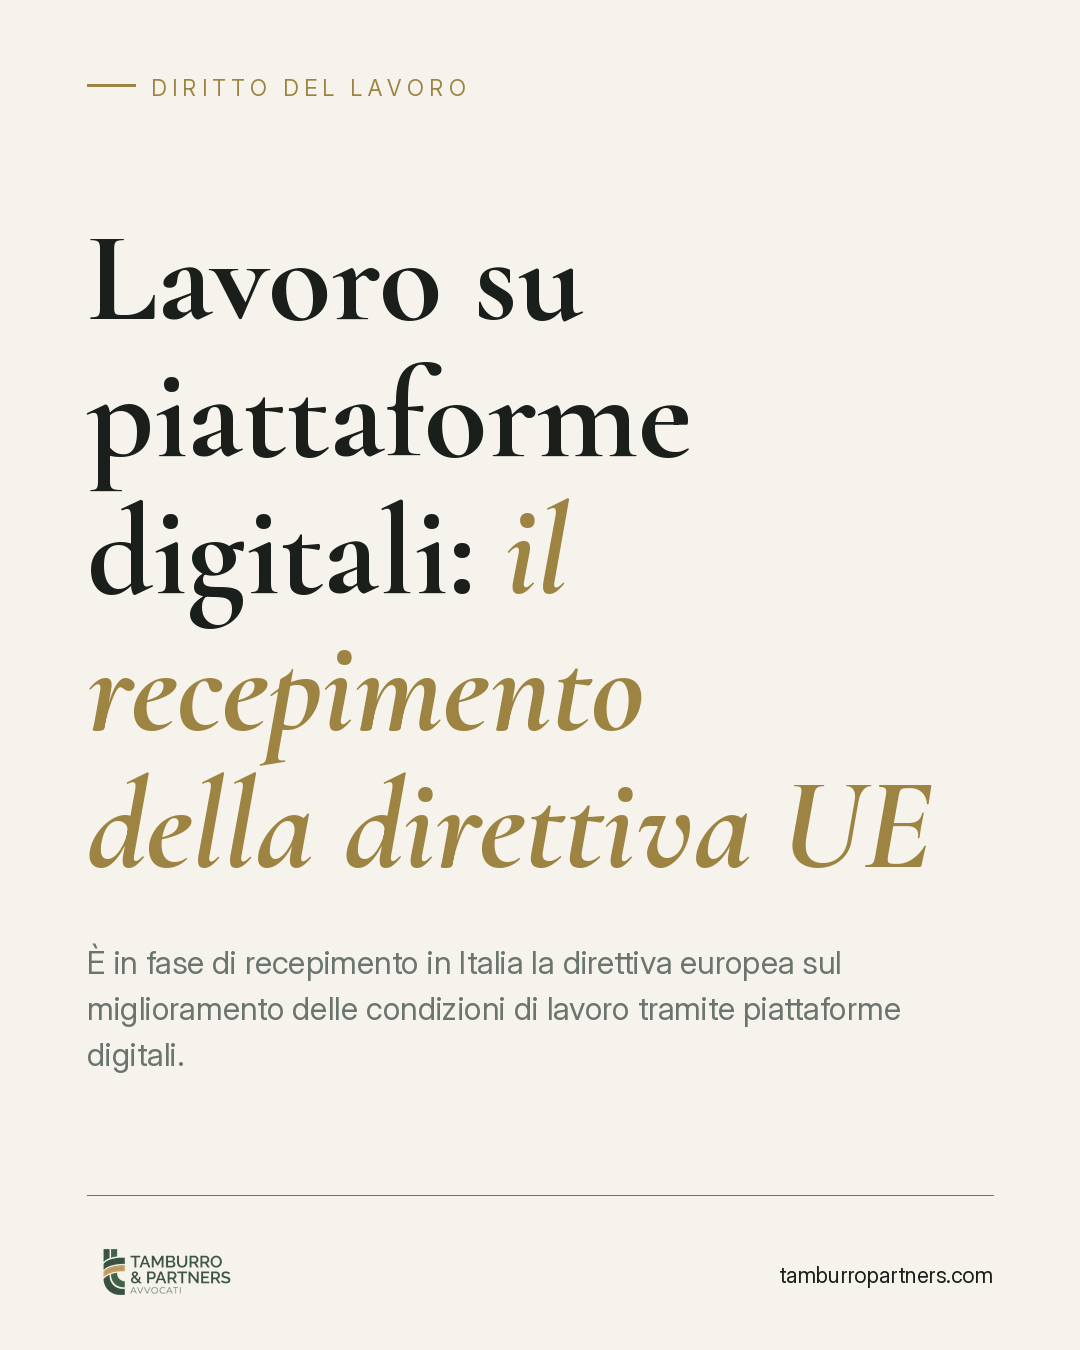 DIRITTO DEL LAVORO
Lavoro su
piattaforme
digitali: il
recepimento
della direttiva UE
È in fase di recepimento in Italia la direttiva europea sul
miglioramento delle condizioni di lavoro tramite piattaforme
digitali.
TAMBURRO
& PARTNERS
AVVOCATI
tamburropartners.com